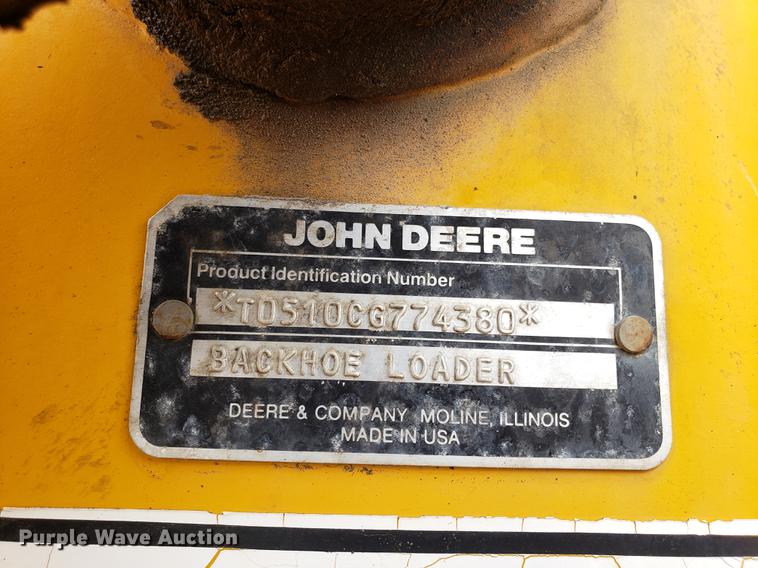 JOHN DEERE
Product Identification Number
*T0510CG774380*
BACKHOE LOADER
DEERE & COMPANY MOLINE, ILLINOIS
MADE IN USA
Purple Wave Auction